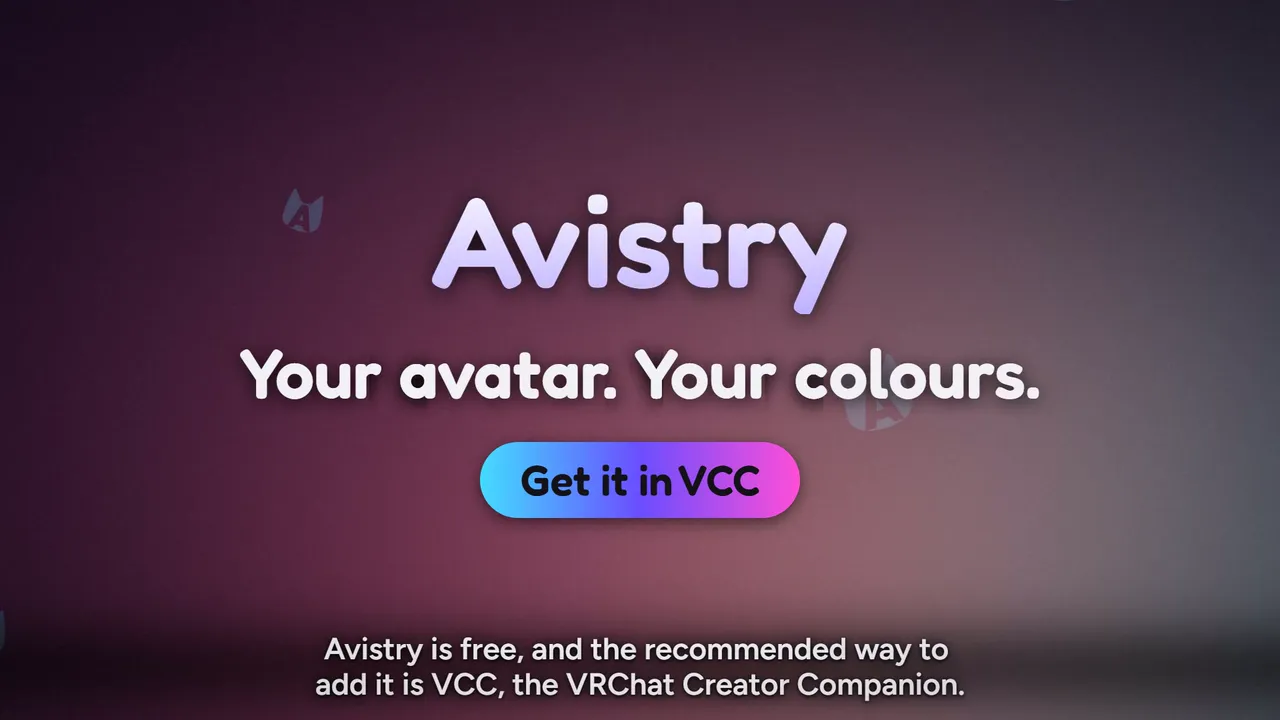 Avistry
Your avatar. Your colours.
Get it in VCC
Avistry is free, and the recommended way to
add it is VCC, the VRChat Creator Companion.